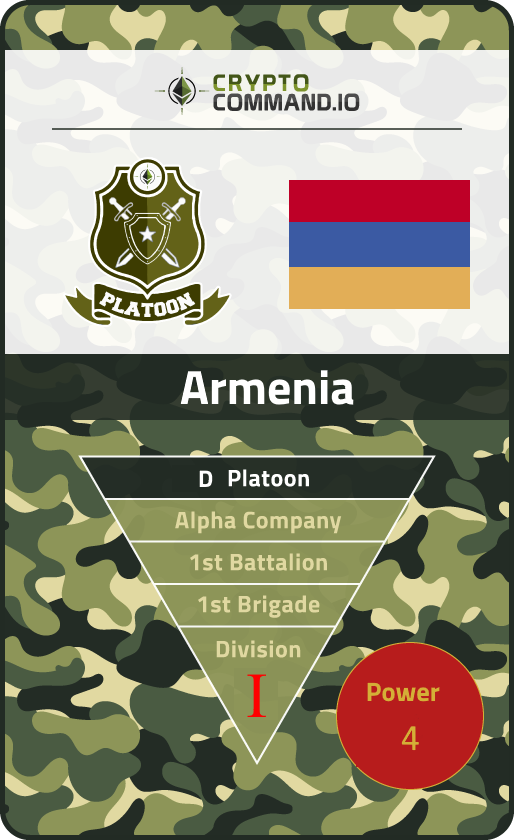 CRYPTO
COMMAND.IO
PLATOON
Armenia
D Platoon
Alpha Company
1st Battalion
1st Brigade
Division
I
Power
4